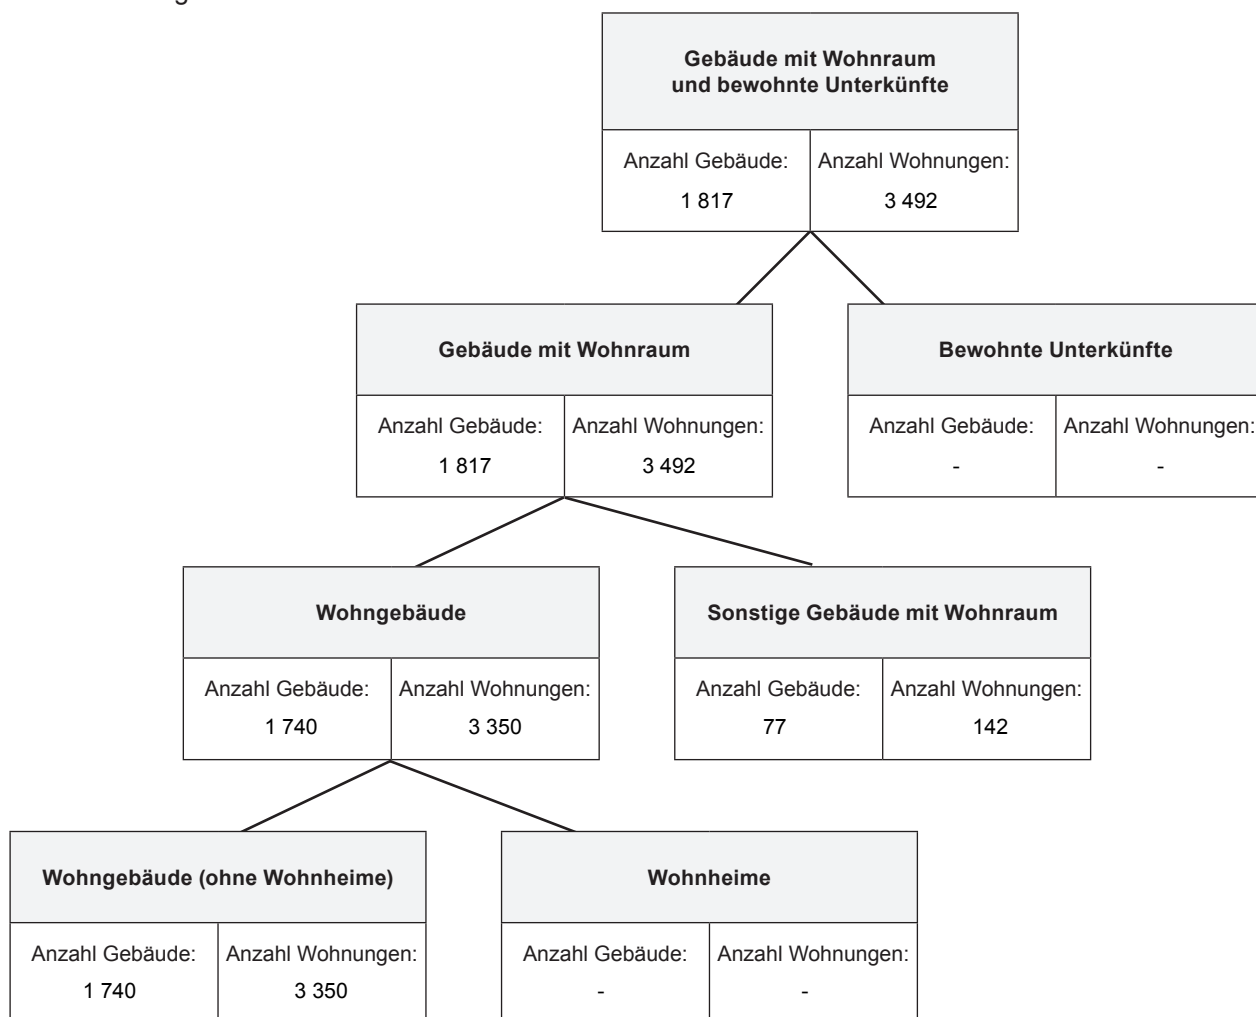 Gebäude mit Wohnraum
und bewohnte Unterkünfte
Anzahl Gebäude: Anzahl Wohnungen:
1 817 3 492
Gebäude mit Wohnraum Bewohnte Unterkünfte
Anzahl Gebäude: Anzahl Wohnungen: Anzahl Gebäude: Anzahl Wohnungen:
1 817 3 492 - -
Wohngebäude Sonstige Gebäude mit Wohnraum
Anzahl Gebäude: Anzahl Wohnungen: Anzahl Gebäude: Anzahl Wohnungen:
1 740 3 350 77 142
Wohngebäude (ohne Wohnheime) Wohnheime
Anzahl Gebäude: Anzahl Wohnungen: Anzahl Gebäude: Anzahl Wohnungen:
1 740 3 350 - -